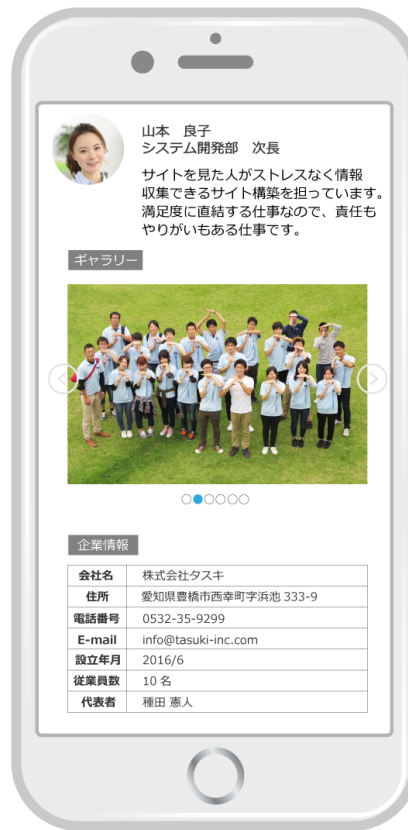 山本　良子
システム開発部　次長
サイトを見た人がストレスなく情報
収集できるサイト構築を担っています。
満足度に直結する仕事なので、責任も
やりがいもある仕事です。
ギャラリー
企業情報
会社名 株式会社タスキ
住所 愛知県豊橋市西幸町字浜池 333-9
電話番号 0532-35-9299
E-mail info@tasuki-inc.com
設立年月 2016/6
従業員数 10 名
代表者 種田 憲人